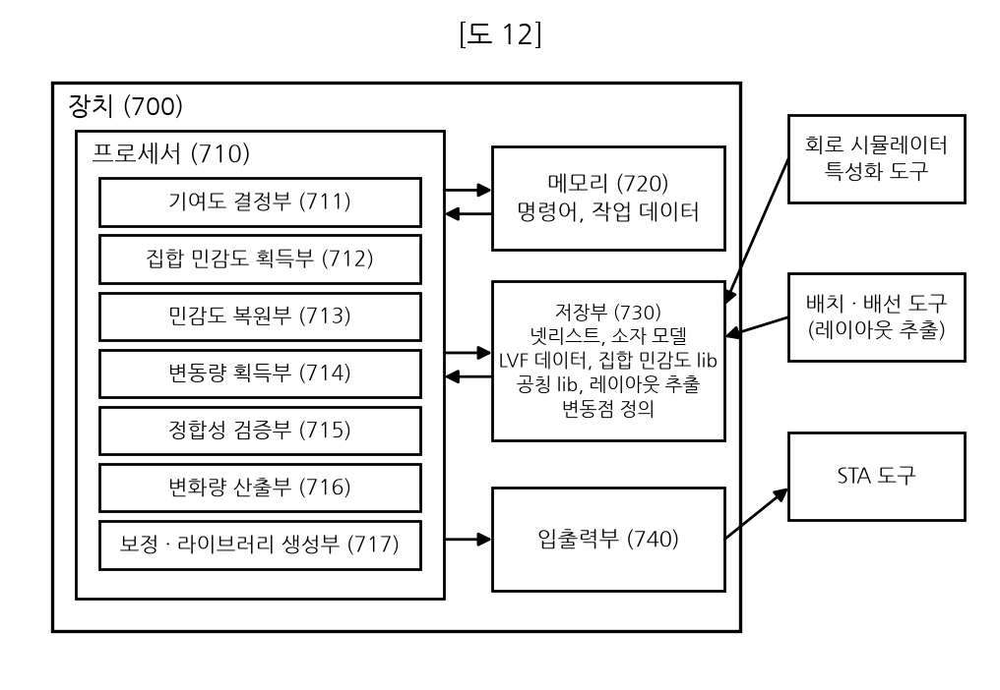 [도 12]
장치 (700)
프로세서 (710)
기여도 결정부 (711)
집합 민감도 획득부 (712)
민감도 복원부 (713)
변동량 획득부 (714)
정합성 검증부 (715)
변화량 산출부 (716)
보정 · 라이브러리 생성부 (717)
메모리 (720)
명령어, 작업 데이터
저장부 (730)
넷리스트, 소자 모델
LVF 데이터, 집합 민감도 lib
공칭 lib, 레이아웃 추출
변동점 정의
입출력부 (740)
회로 시뮬레이터
특성화 도구
배치 · 배선 도구
(레이아웃 추출)
STA 도구